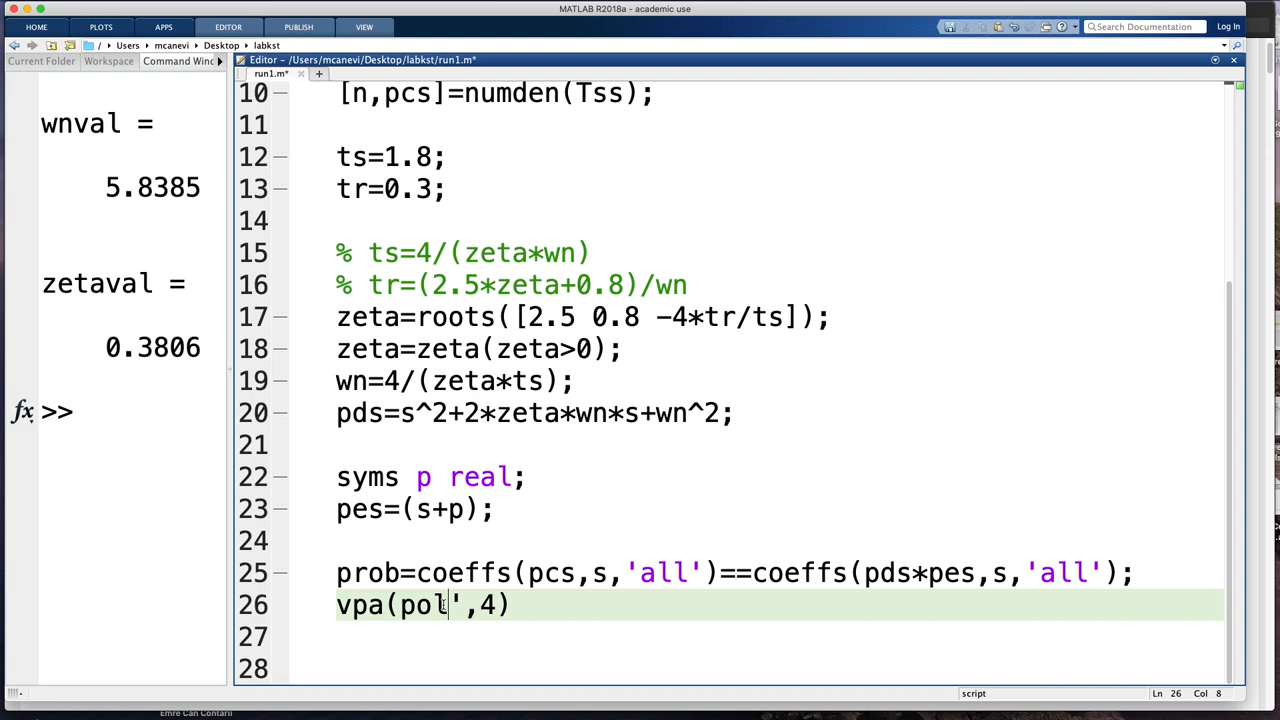 MATLAB R2018a - academic use
HOME PLOTS APPS EDITOR PUBLISH VIEW Search Documentation Log In
/ Users mcanevi Desktop labkst
Current Folder Workspace Command Wind
Editor - /Users/mcanevi/Desktop/labkst/run1.m*
run1.m*
wnval =
5.8385
zetaval =
0.3806
fx >>
10 [n,pcs]=numden(Tss);
11
12 ts=1.8;
13 tr=0.3;
14
15 % ts=4/(zeta*wn)
16 % tr=(2.5*zeta+0.8)/wn
17 zeta=roots([2.5 0.8 -4*tr/ts]);
18 zeta=zeta(zeta>0);
19 wn=4/(zeta*ts);
20 pds=s^2+2*zeta*wn*s+wn^2;
21
22 syms p real;
23 pes=(s+p);
24
25 prob=coeffs(pcs,s,'all')==coeffs(pds*pes,s,'all');
26 vpa(pol',4)
27
28
script Ln 26 Col 8
Emre Can Contarli